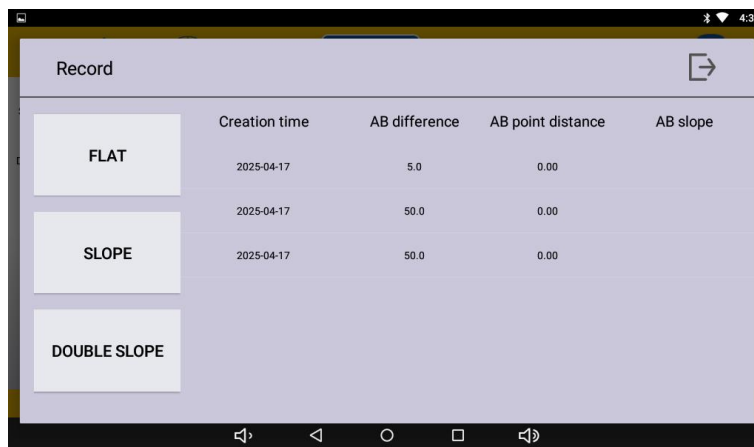 4:3
Record
Creation time AB difference AB point distance AB slope
FLAT
2025-04-17 5.0 0.00
2025-04-17 50.0 0.00
SLOPE
2025-04-17 50.0 0.00
DOUBLE SLOPE